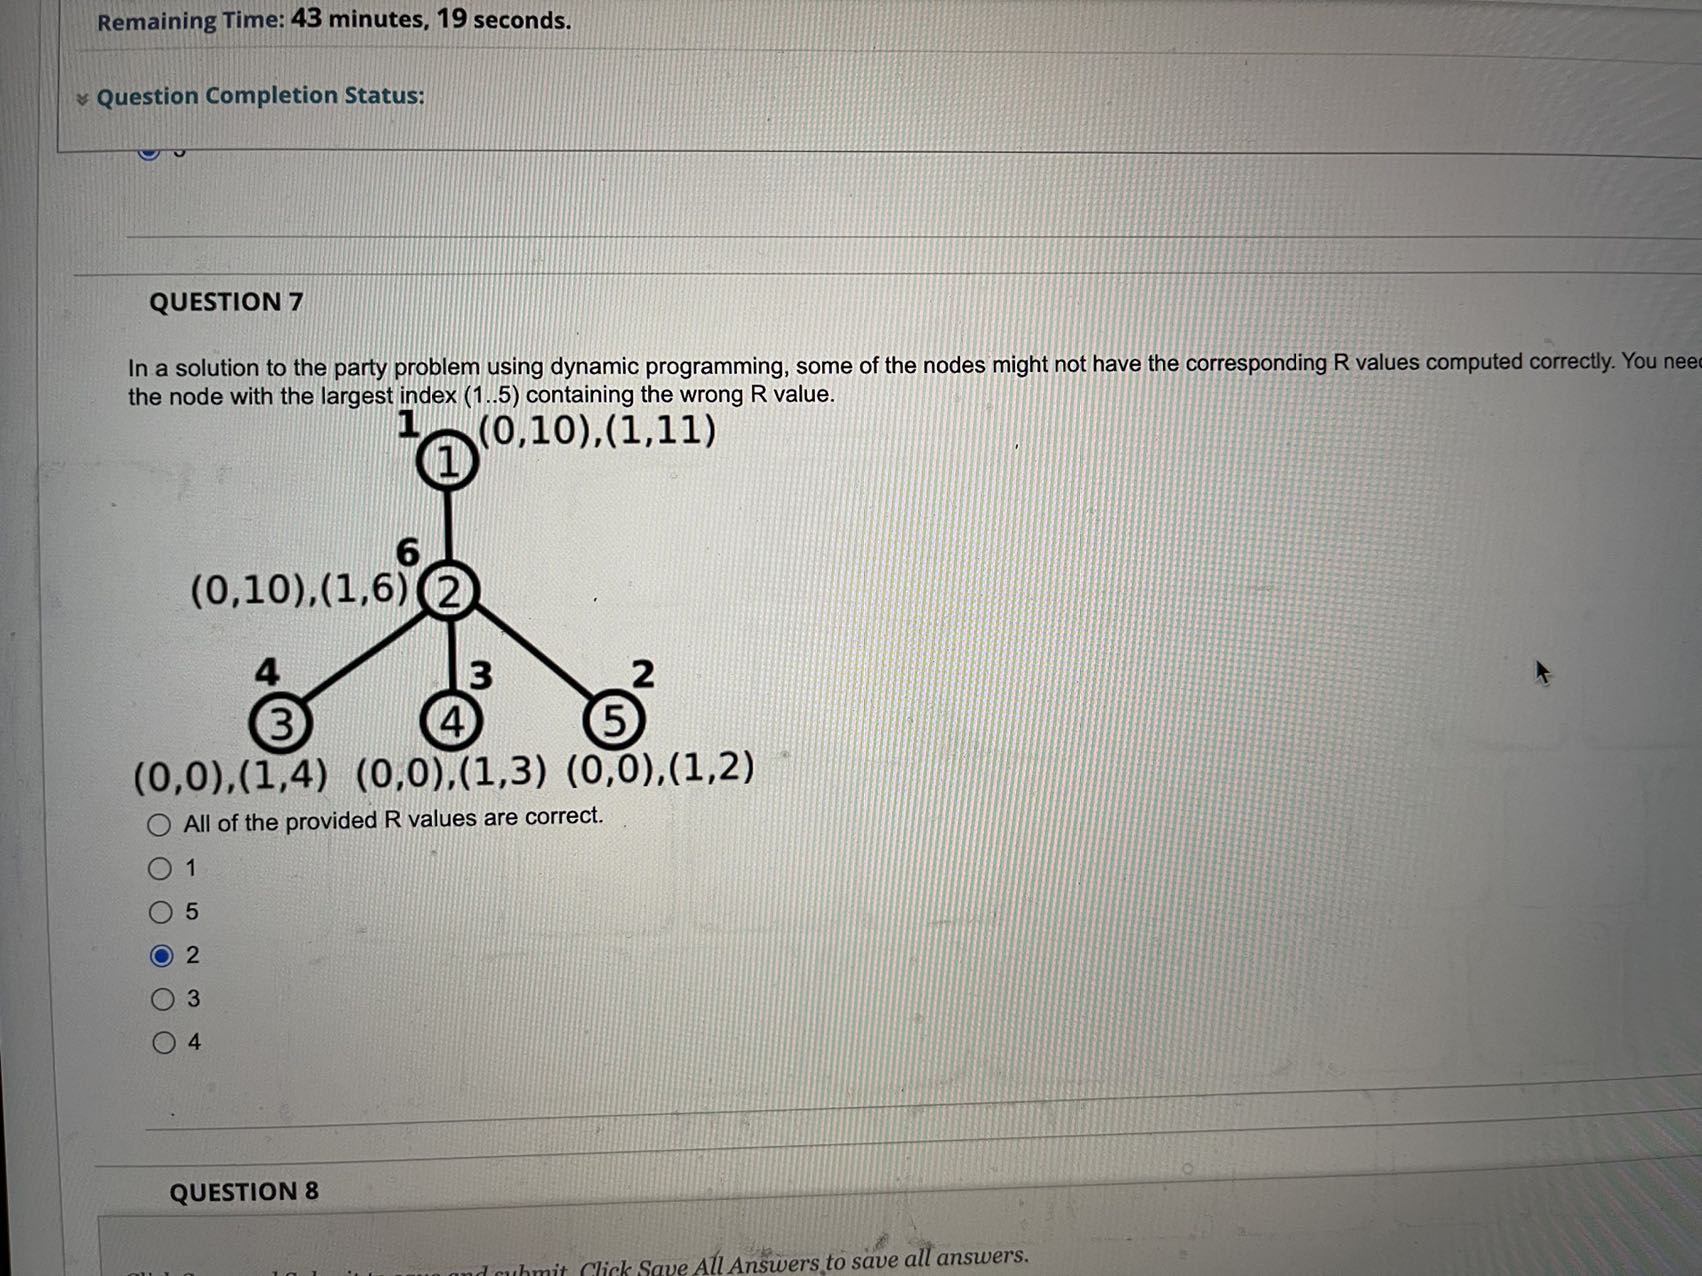 Remaining Time: 43 minutes, 19 seconds.
Question Completion Status:
QUESTION 7
In a solution to the party problem using dynamic programming, some of the nodes might not have the corresponding R values computed correctly. You
the node with the largest index (1..5) containing the wrong R value.
1 (0,10),(1,11)
1
6
(0,10),(1,6) 2
4 3 2
3 4 5
(0,0),(1,4) (0,0),(1,3) (0,0),(1,2)
All of the provided R values are correct.
1
5
2
3
4
QUESTION 8
submit. Click Save All Answers to save all answers.